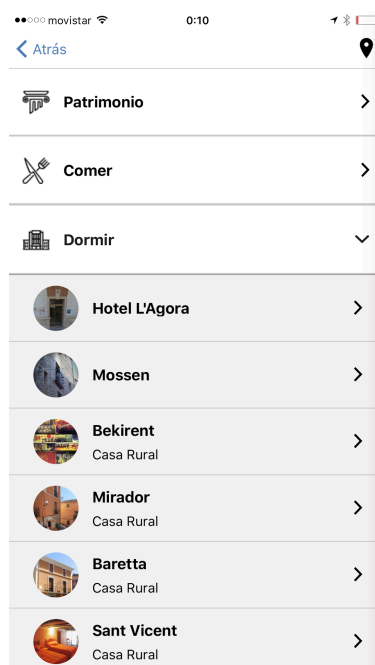 movistar 0:10
Atrás
Patrimonio
Comer
Dormir
Hotel L'Agora
Mossen
Bekirent
Casa Rural
Mirador
Casa Rural
Baretta
Casa Rural
Sant Vicent
Casa Rural